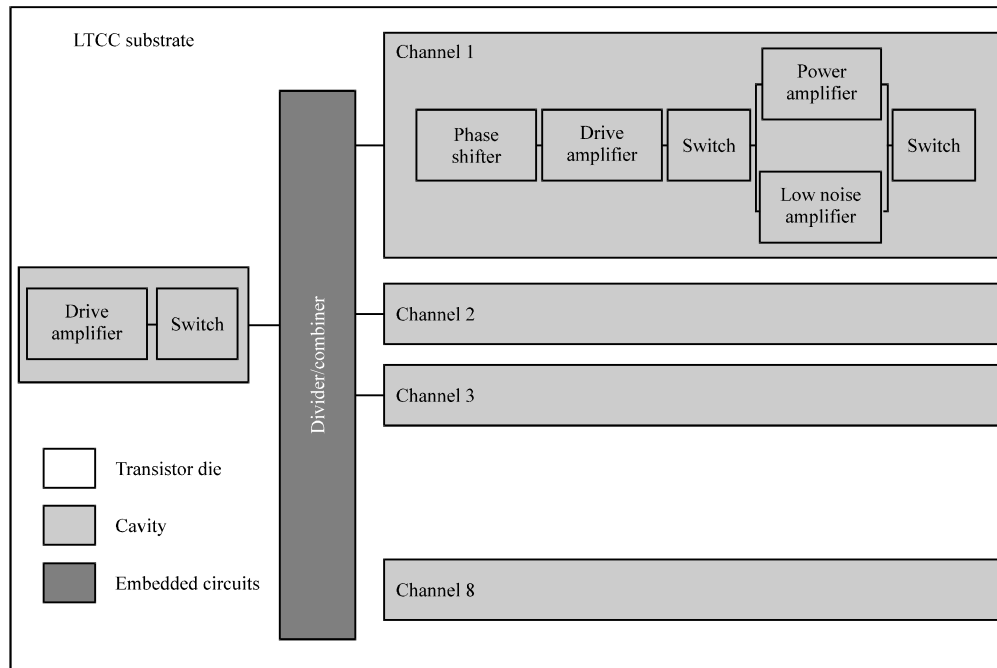 LTCC substrate
Channel 1
Phase
shifter
Drive
amplifier
Switch
Power
amplifier
Low noise
amplifier
Switch
Drive
amplifier
Switch
Divider/combiner
Channel 2
Channel 3
Channel 8
Transistor die
Cavity
Embedded circuits